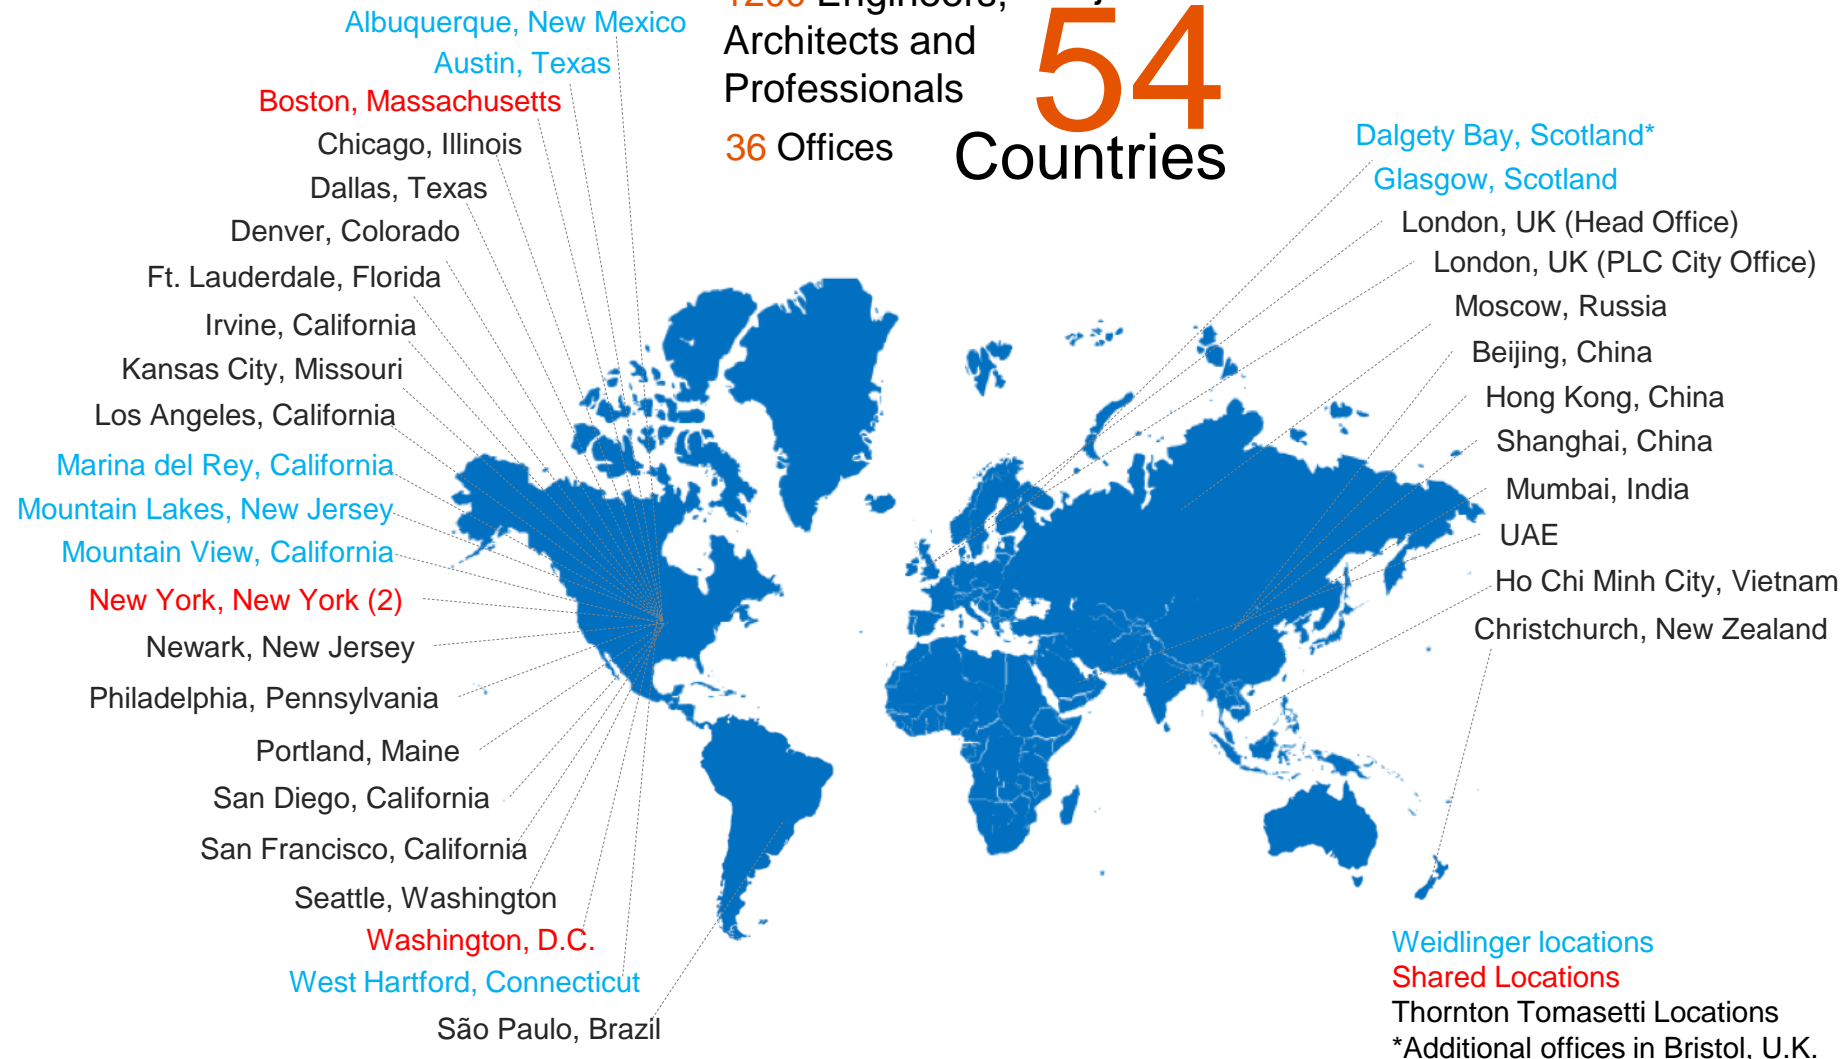 Albuquerque, New Mexico
Austin, Texas
Boston, Massachusetts
Chicago, Illinois
Dallas, Texas
Denver, Colorado
Ft. Lauderdale, Florida
Irvine, California
Kansas City, Missouri
Los Angeles, California
Marina del Rey, California
Mountain Lakes, New Jersey
Mountain View, California
New York, New York (2)
Newark, New Jersey
Philadelphia, Pennsylvania
Portland, Maine
San Diego, California
San Francisco, California
Seattle, Washington
Washington, D.C.
West Hartford, Connecticut
São Paulo, Brazil
1200 Engineers,
Architects and
Professionals
36 Offices
54
Countries
Dalgety Bay, Scotland*
Glasgow, Scotland
London, UK (Head Office)
London, UK (PLC City Office)
Moscow, Russia
Beijing, China
Hong Kong, China
Shanghai, China
Mumbai, India
UAE
Ho Chi Minh City, Vietnam
Christchurch, New Zealand
Weidlinger locations
Shared Locations
Thornton Tomasetti Locations
*Additional offices in Bristol, U.K.